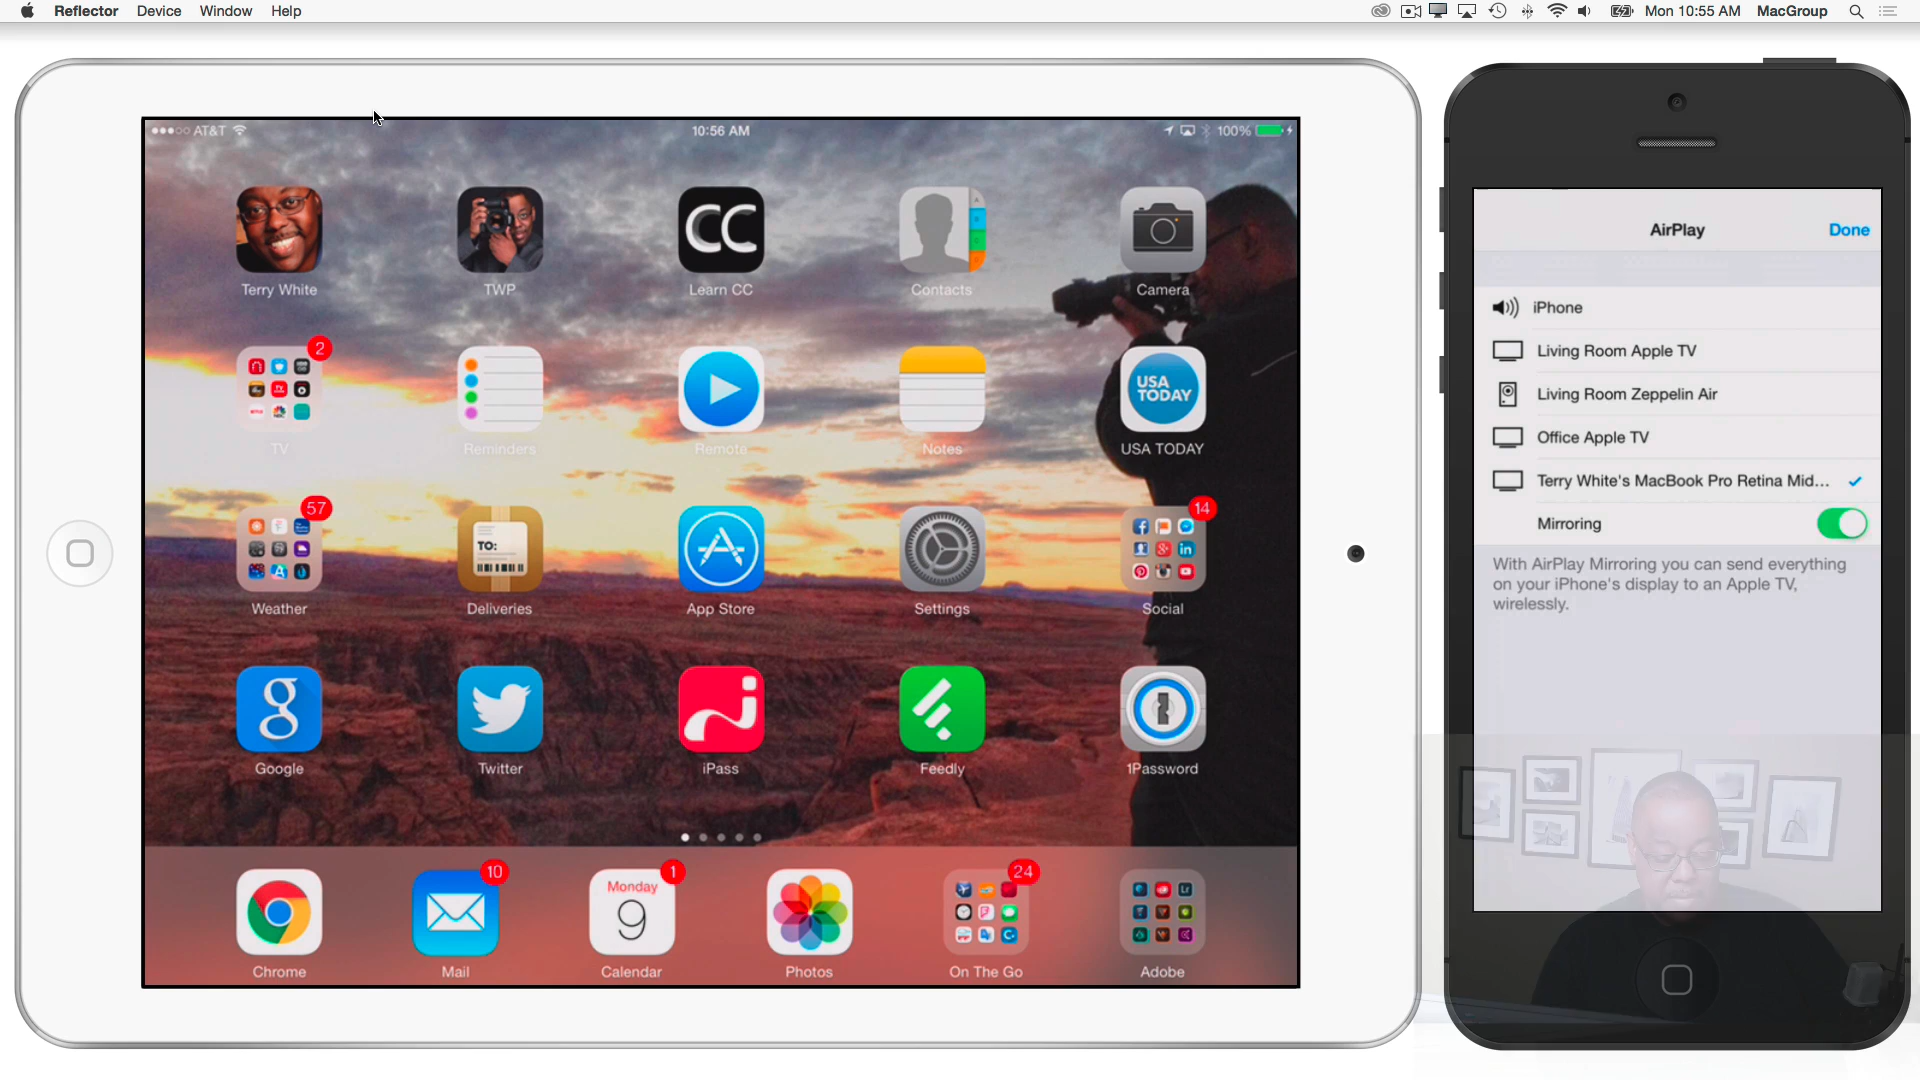 Reflector Device Window Help
Mon 10:55 AM MacGroup
AT&T 10:56 AM 100%
CC
Terry White TWP Learn CC Contacts Camera
2
USA
TODAY
TV Reminders Remote Notes USA TODAY
57 14
TO:
Weather Deliveries App Store Settings Social
g
Google Twitter iPass Feedly 1Password
10 1 24
Monday
9
Chrome Mail Calendar Photos On The Go Adobe
AirPlay Done
iPhone
Living Room Apple TV
Living Room Zeppelin Air
Office Apple TV
Terry White's MacBook Pro Retina Mid...
Mirroring
With AirPlay Mirroring you can send everything
on your iPhone's display to an Apple TV,
wirelessly.